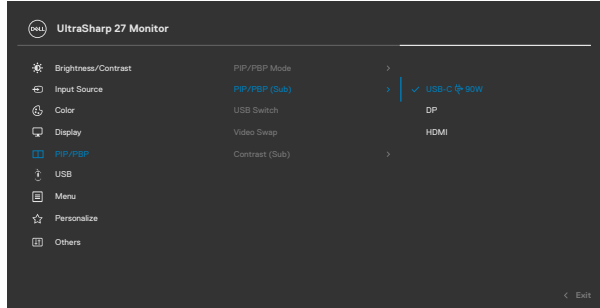 DELL UltraSharp 27 Monitor
Brightness/Contrast
PIP/PBP Mode
Input Source
PIP/PBP (Sub)
USB-C 90W
Color
USB Switch
DP
Display
Video Swap
HDMI
PIP/PBP
Contrast (Sub)
USB
Menu
Personalize
Others
Exit